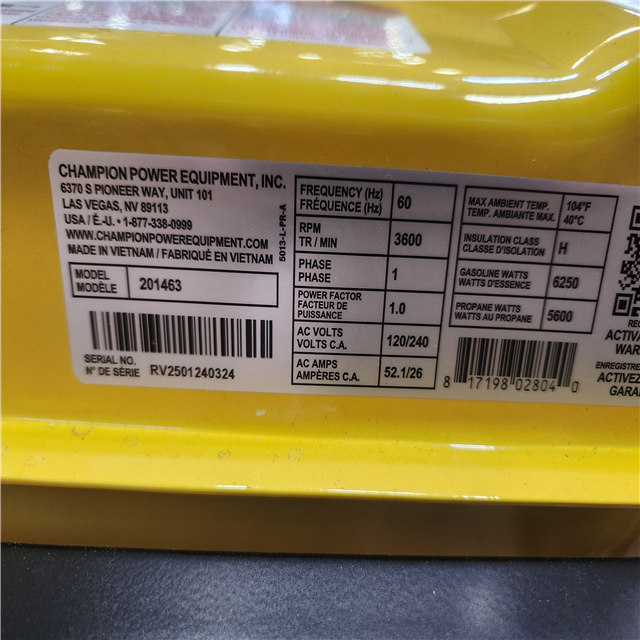 CHAMPION POWER EQUIPMENT, INC.
6370 S PIONEER WAY, UNIT 101
LAS VEGAS, NV 89113
USA / É.-U. • 1-877-338-0999
WWW.CHAMPIONPOWEREQUIPMENT.COM
MADE IN VIETNAM / FABRIQUÉ EN VIETNAM
5013-L-PR-A
MODEL
MODÈLE
201463
SERIAL NO.
N° DE SÉRIE
RV2501240324
FREQUENCY (Hz)
FRÉQUENCE (Hz)
60
RPM
TR / MIN
3600
PHASE
PHASE
1
POWER FACTOR
FACTEUR DE
PUISSANCE
1.0
AC VOLTS
VOLTS C.A.
120/240
AC AMPS
AMPÈRES C.A.
52.1/26
MAX AMBIENT TEMP.
TEMP. AMBIANTE MAX.
104°F
40°C
INSULATION CLASS
CLASSE D'ISOLATION
H
GASOLINE WATTS
WATTS D'ESSENCE
6250
PROPANE WATTS
WATTS AU PROPANE
5600
8 17198 02804 0
REG
ACTIVA
WARR
ENREGISTRE
ACTIVEZ
GARAN